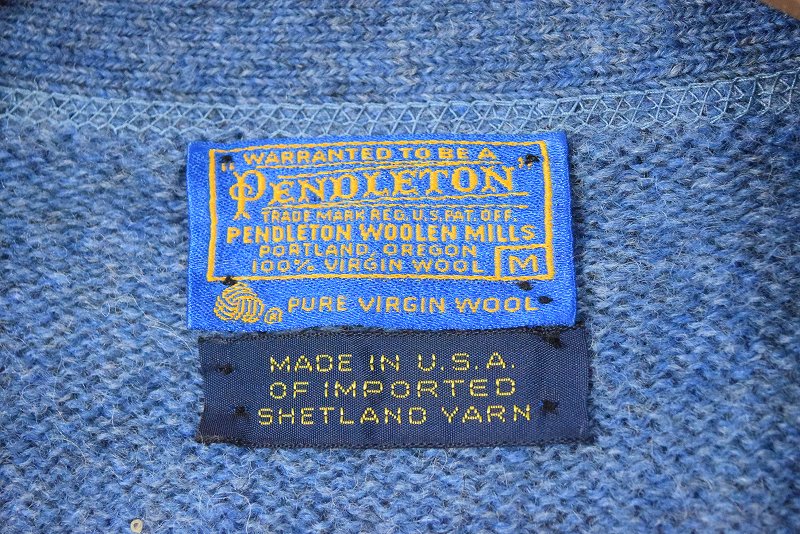 "WARRANTED TO BE A
PENDLETON"
TRADE MARK REG. U.S. PAT. OFF.
PENDLETON WOOLEN MILLS
PORTLAND, OREGON
100% VIRGIN WOOL M
® PURE VIRGIN WOOL
MADE IN U.S.A.
OF IMPORTED
SHETLAND YARN